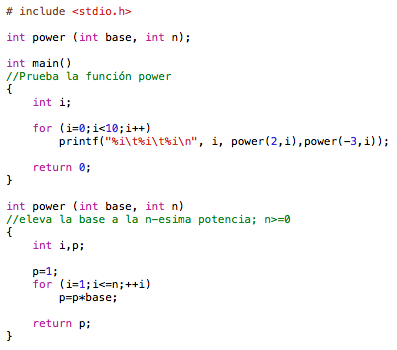 # include <stdio.h>
int power (int base, int n);
int main()
//Prueba la función power
{
int i;
for (i=0;i<10;i++)
printf("%i\t%i\t%i\n", i, power(2,i),power(-3,i));
return 0;
}
int power (int base, int n)
//eleva la base a la n-esima potencia; n>=0
{
int i,p;
p=1;
for (i=1;i<=n;++i)
p=p*base;
return p;
}